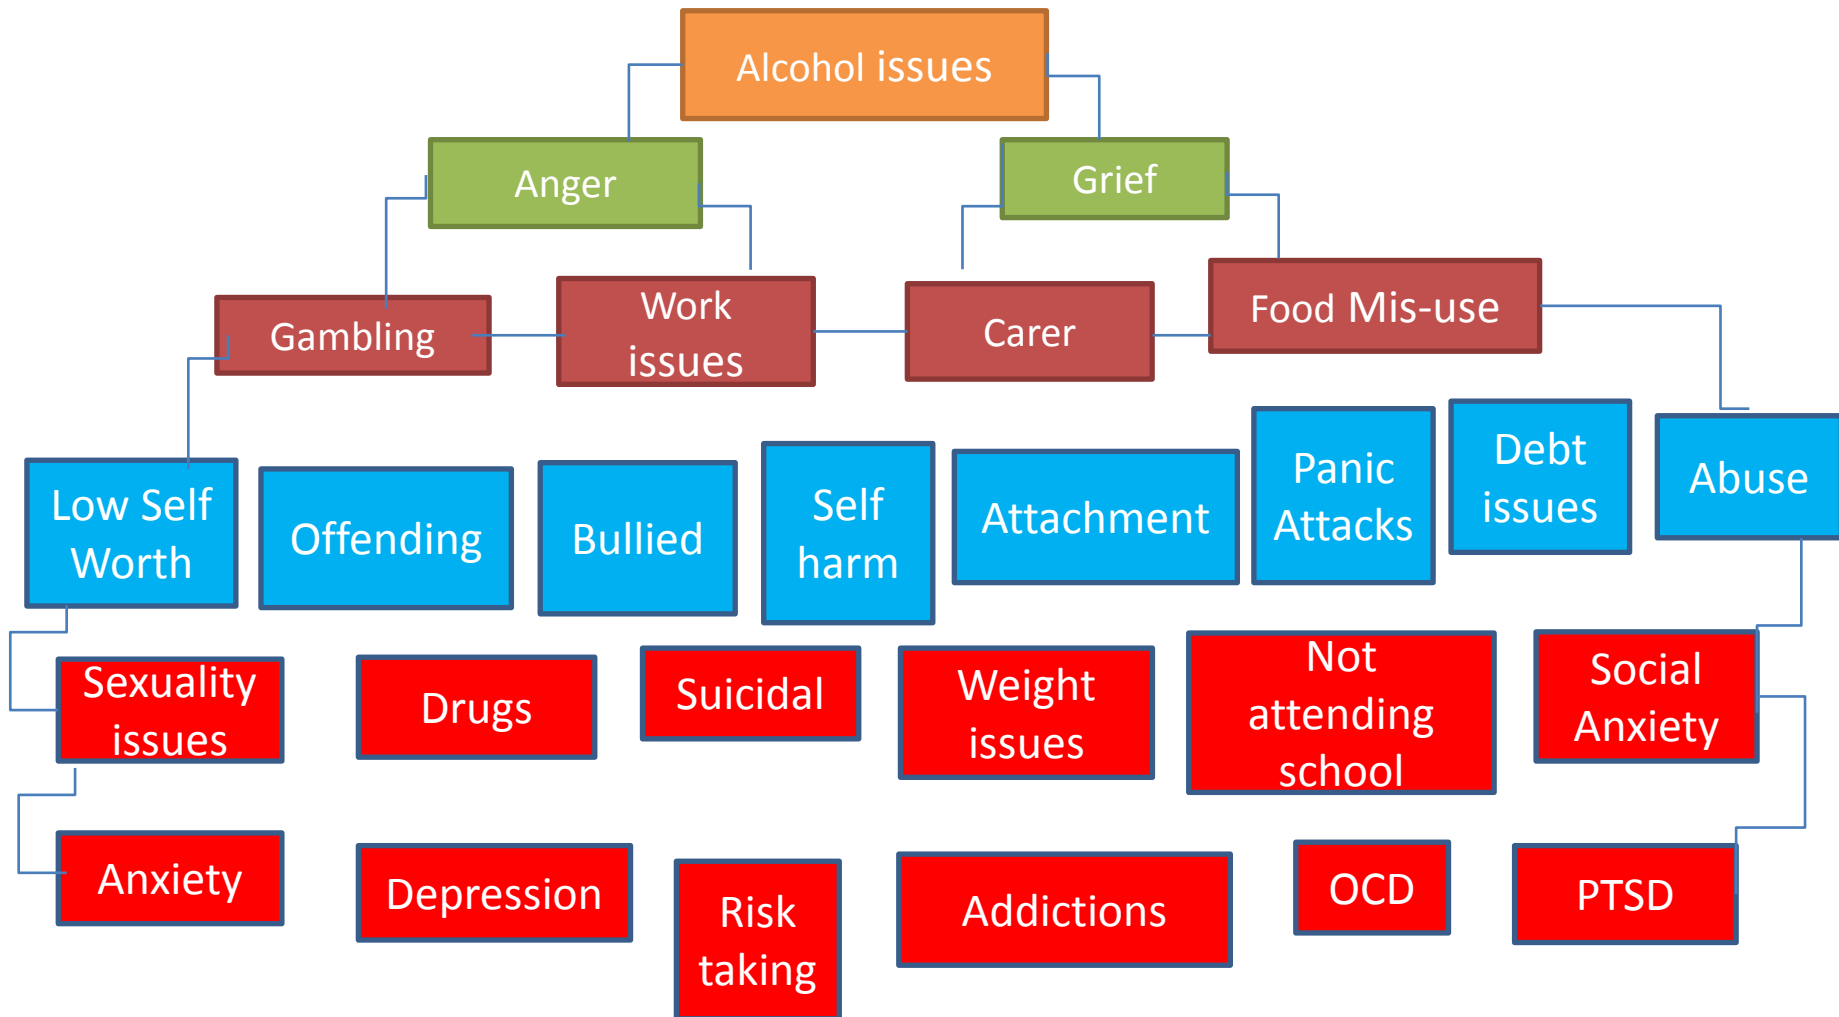 Alcohol issues
Anger
Grief
Gambling
Work
issues
Carer
Food Mis-use
Low Self
Worth
Offending
Bullied
Self
harm
Attachment
Panic
Attacks
Debt
issues
Abuse
Sexuality
issues
Drugs
Suicidal
Weight
issues
Not
attending
school
Social
Anxiety
Anxiety
Depression
Risk
taking
Addictions
OCD
PTSD